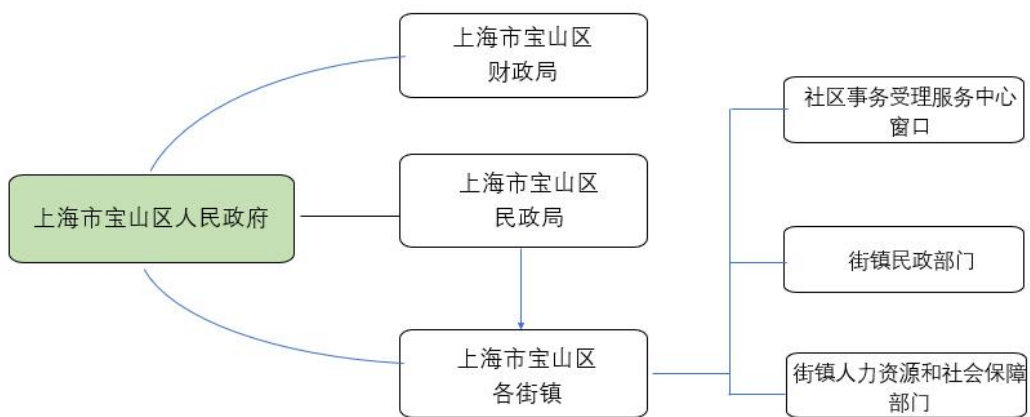 上海市宝山区
财政局
社区事务受理服务中心
窗口
上海市宝山区人民政府
上海市宝山区
民政局
街镇民政部门
上海市宝山区
各街镇
街镇人力资源和社会保障
部门